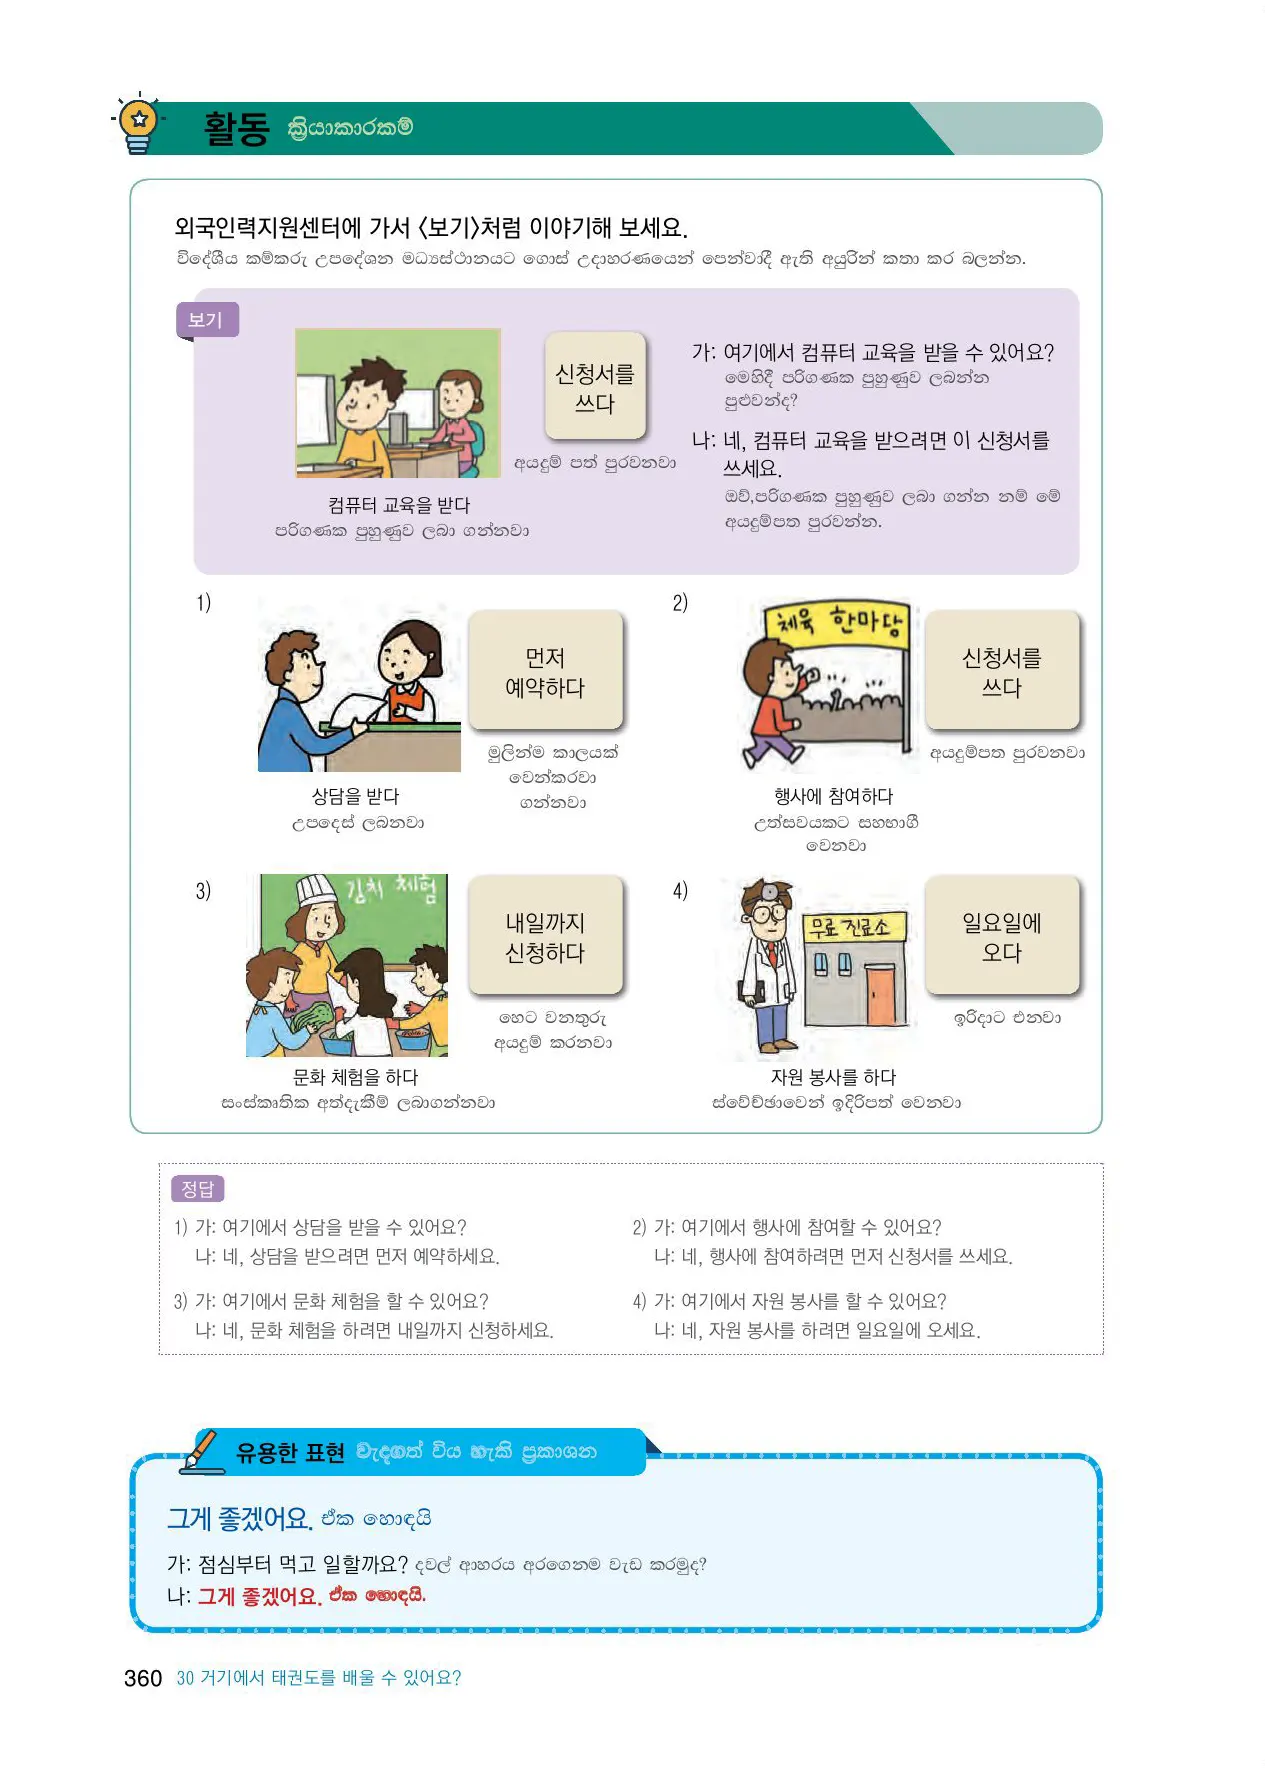 활동 ක්‍රියාකාරකම්
외국인력지원센터에 가서 〈보기〉처럼 이야기해 보세요.
විදේශීය කම්කරු උපදේශන මධ්‍යස්ථානයට ගොස් උදාහරණයෙන් පෙන්වාදී ඇති අයුරින් කතා කර බලන්න.
보기
신청서를
쓰다
අයදුම් පත් පුරවනවා
컴퓨터 교육을 받다
පරිගණක පුහුණුව ලබා ගන්නවා
가: 여기에서 컴퓨터 교육을 받을 수 있어요?
මෙහිදී පරිගණක පුහුණුව ලබන්න
පුළුවන්ද?
나: 네, 컴퓨터 교육을 받으려면 이 신청서를
쓰세요.
ඔව්,පරිගණක පුහුණුව ලබා ගන්න නම් මේ
අයදුම්පත පුරවන්න.
1)
먼저
예약하다
මුලින්ම කාලයක්
වෙන්කරවා
ගන්නවා
상담을 받다
උපදෙස් ලබනවා
2)
체육 한마당
신청서를
쓰다
අයදුම්පත පුරවනවා
행사에 참여하다
උත්සවයකට සහභාගී
වෙනවා
3)
김치 체험
내일까지
신청하다
හෙට වනතුරු
අයදුම් කරනවා
문화 체험을 하다
සංස්කෘතික අත්දැකීම් ලබාගන්නවා
4)
무료 진료소
일요일에
오다
ඉරිදාට එනවා
자원 봉사를 하다
ස්වේච්ඡාවෙන් ඉදිරිපත් වෙනවා
정답
1) 가: 여기에서 상담을 받을 수 있어요?
나: 네, 상담을 받으려면 먼저 예약하세요.
2) 가: 여기에서 행사에 참여할 수 있어요?
나: 네, 행사에 참여하려면 먼저 신청서를 쓰세요.
3) 가: 여기에서 문화 체험을 할 수 있어요?
나: 네, 문화 체험을 하려면 내일까지 신청하세요.
4) 가: 여기에서 자원 봉사를 할 수 있어요?
나: 네, 자원 봉사를 하려면 일요일에 오세요.
유용한 표현 වැදගත් විය හැකි ප්‍රකාශන
그게 좋겠어요. ඒක හොඳයි
가: 점심부터 먹고 일할까요? දවල් ආහරය අරගෙනම වැඩ කරමුද?
나: 그게 좋겠어요. ඒක හොඳයි.
360 30 거기에서 태권도를 배울 수 있어요?